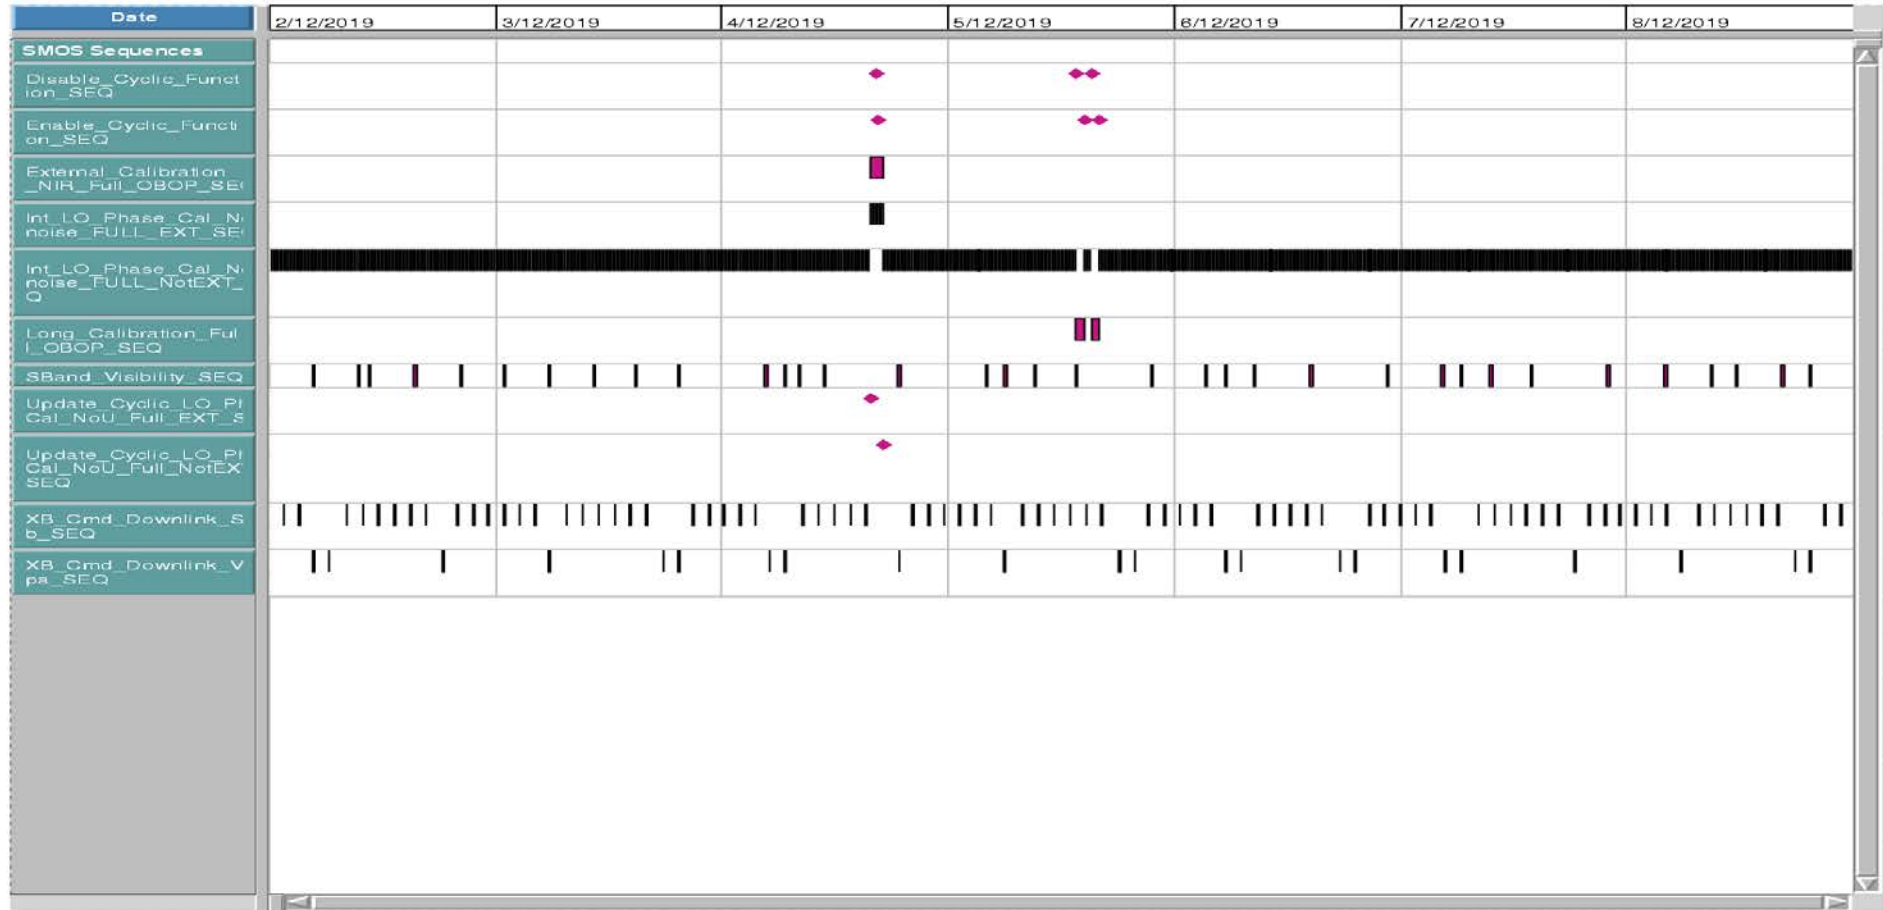 Date
2/12/2019 3/12/2019 4/12/2019 5/12/2019 6/12/2019 7/12/2019 8/12/2019
SMOS Sequences
Disable_Cyclic_Funct
ion_SEQ
Enable_Cyclic_Functi
on_SEQ
External_Calibration
_NIR_Full_OBOP_SE
Int_LO_Phase_Cal_N
noise_FULL_EXT_SE
Int_LO_Phase_Cal_N
noise_FULL_NotEXT_
Q
Long_Calibration_Ful
l_OBOP_SEQ
SBand_Visibility_SEQ
Update_Cyclic_LO_P
Cal_NoU_Full_EXT_S
Update_Cyclic_LO_P
Cal_NoU_Full_NotEX
SEQ
XB_Cmd_Downlink_S
b_SEQ
XB_Cmd_Downlink_V
pa_SEQ